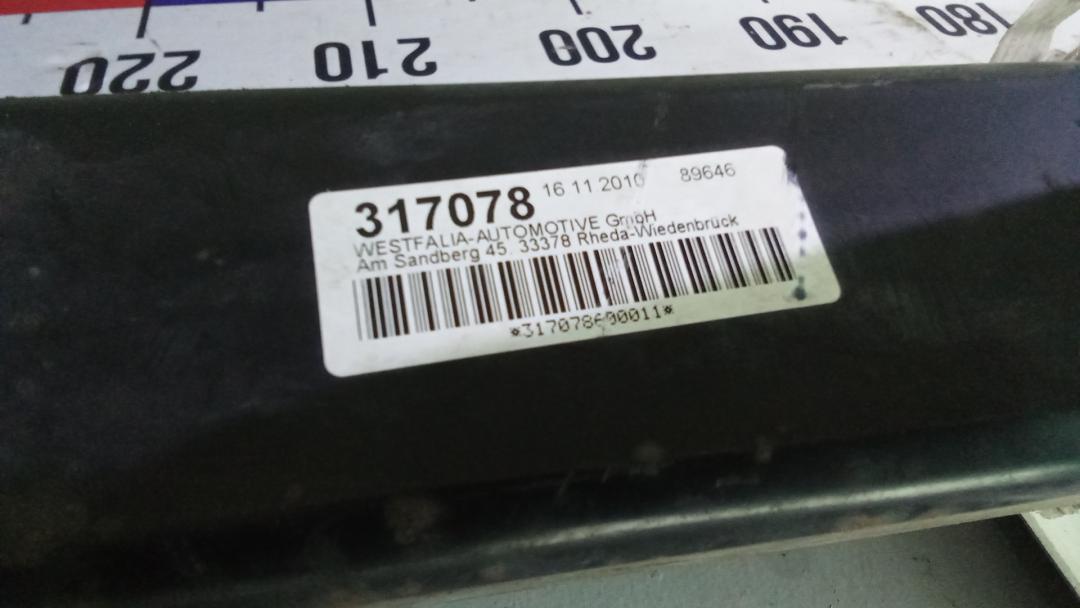 220 210 200 190 180
317078 16 11 2010 89646
WESTFALIA-AUTOMOTIVE GmbH
Am Sandberg 45. 33378 Rheda-Wiedenbrück
*317078600011*